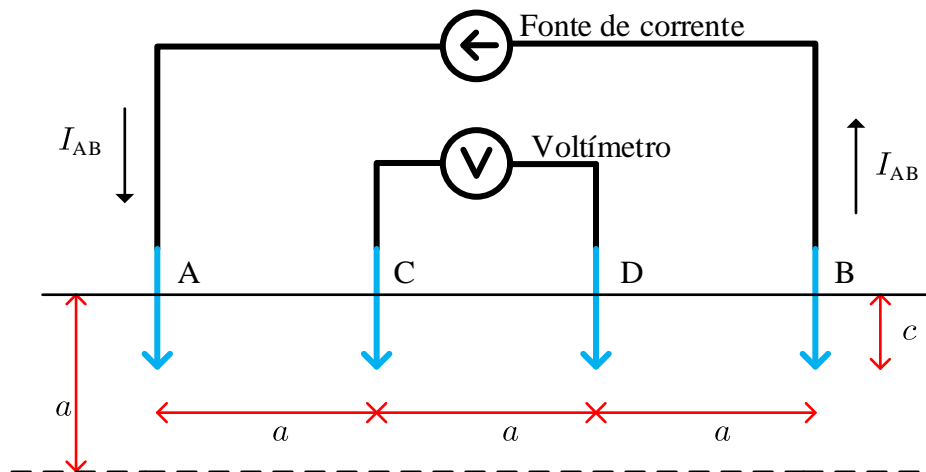 Fonte de corrente
I_AB
V
Voltímetro
I_AB
A
C
D
B
c
a
a
a
a